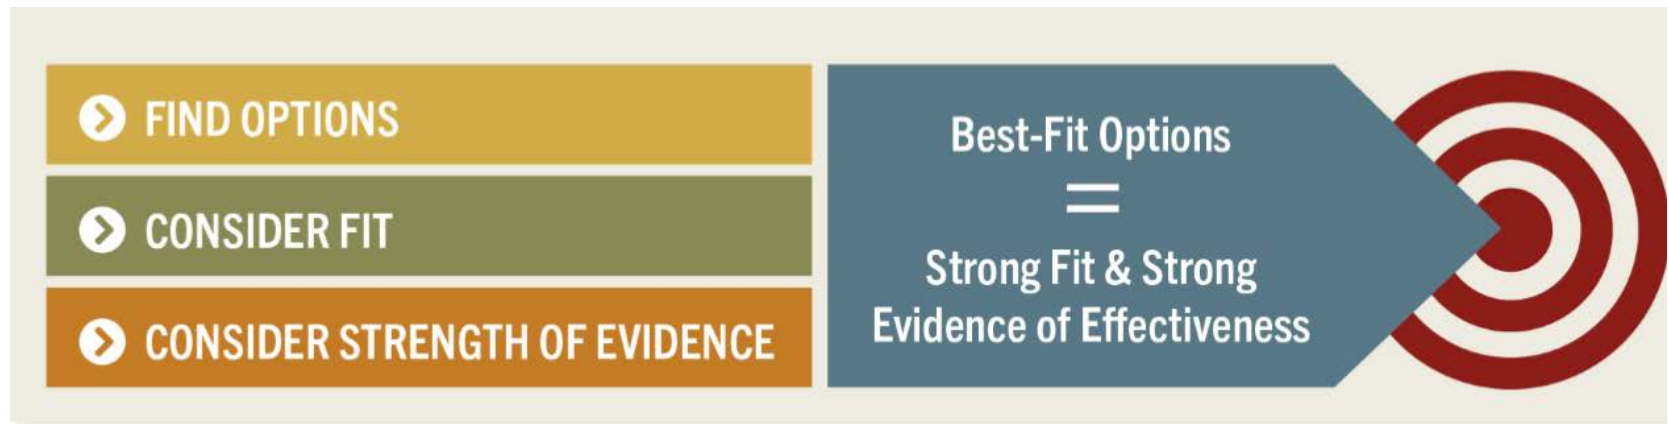 FIND OPTIONS
CONSIDER FIT
CONSIDER STRENGTH OF EVIDENCE
Best-Fit Options
=
Strong Fit & Strong
Evidence of Effectiveness